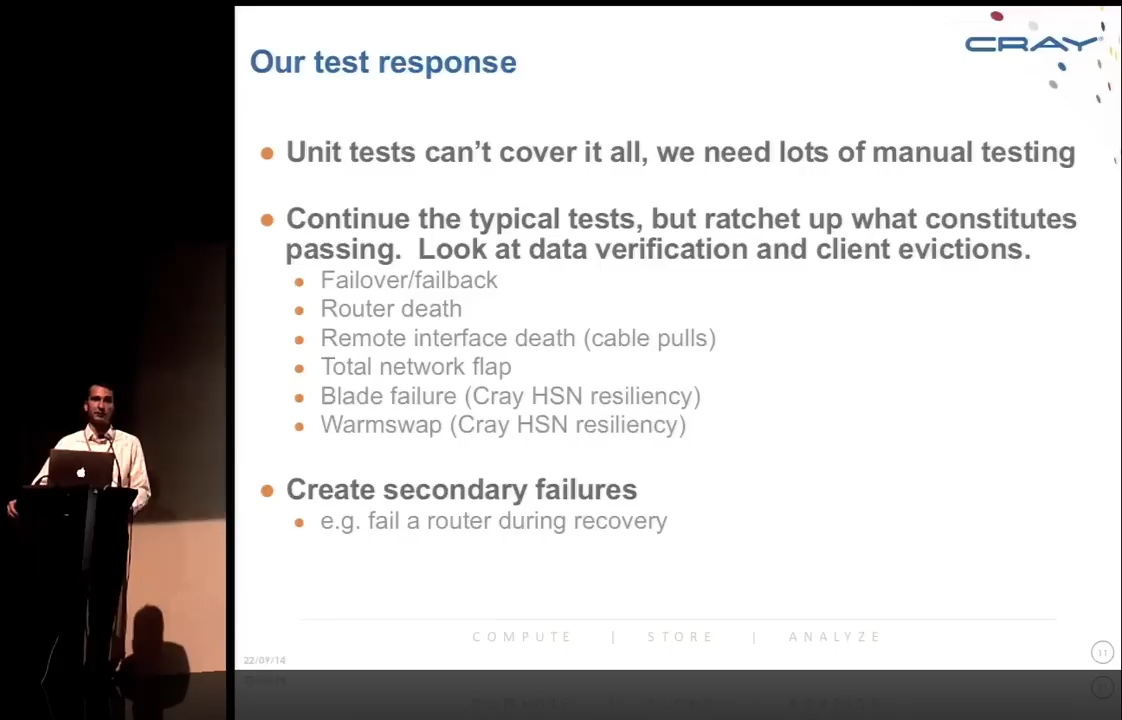 CRAY
Our test response
Unit tests can't cover it all, we need lots of manual testing
Continue the typical tests, but ratchet up what constitutes
passing. Look at data verification and client evictions.
Failover/failback
Router death
Remote interface death (cable pulls)
Total network flap
Blade failure (Cray HSN resiliency)
Warmswap (Cray HSN resiliency)
Create secondary failures
e.g. fail a router during recovery
COMPUTE | STORE | ANALYZE
22/09/14
11